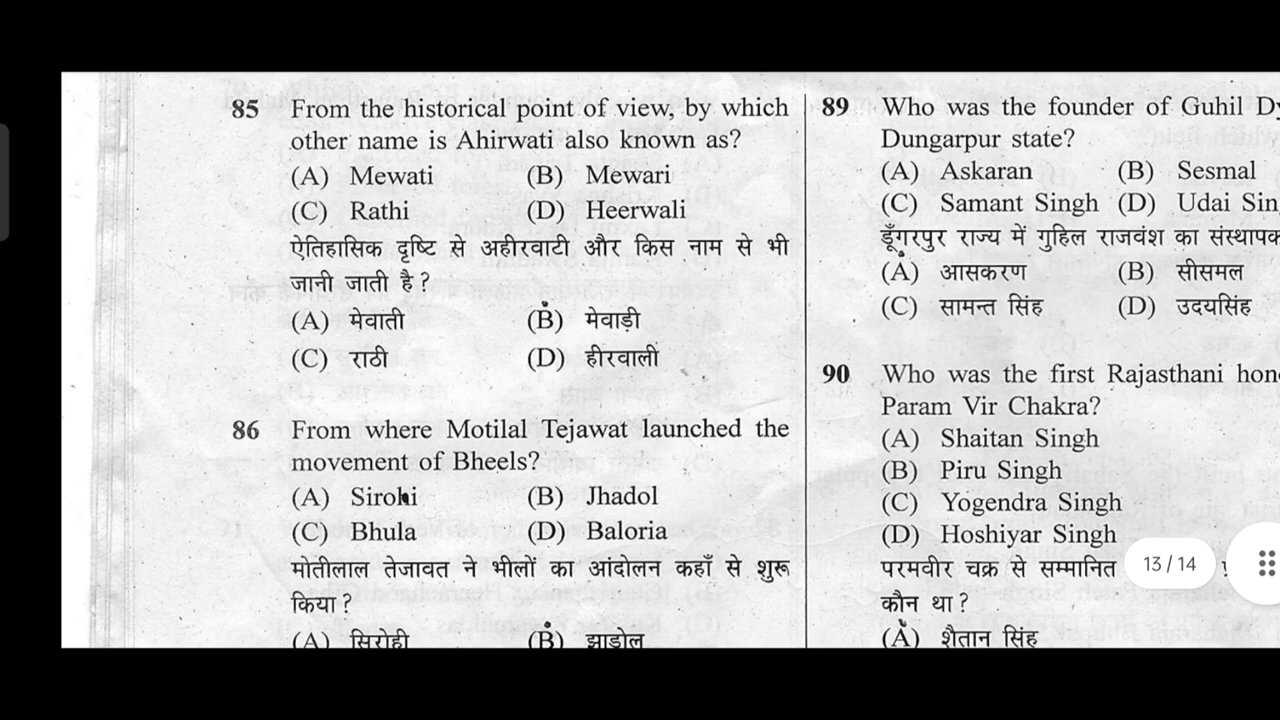 85 From the historical point of view, by which
other name is Ahirwati also known as?
(A) Mewati (B) Mewari
(C) Rathi (D) Heerwali
ऐतिहासिक दृष्टि से अहीरवाटी और किस नाम से भी
जानी जाती है ?
(A) मेवाती (B) मेवाड़ी
(C) राठी (D) हीरवाली
86 From where Motilal Tejawat launched the
movement of Bheels?
(A) Sirohi (B) Jhadol
(C) Bhula (D) Baloria
मोतीलाल तेजावत ने भीलों का आंदोलन कहाँ से शुरू
किया ?
(A) सिरोही (B) झाडोल
89 Who was the founder of Guhil
Dungarpur state?
(A) Askaran (B) Sesmal
(C) Samant Singh (D) Udai
डूँगरपुर राज्य में गुहिल राजवंश का संस्थापक
(A) आसकरण (B) सीसमल
(C) सामन्त सिंह (D) उदयसिंह
90 Who was the first Rajasthani
Param Vir Chakra?
(A) Shaitan Singh
(B) Piru Singh
(C) Yogendra Singh
(D) Hoshiyar Singh
परमवीर चक्र से सम्मानित
कौन था ?
(A) शैतान सिंह
13 / 14